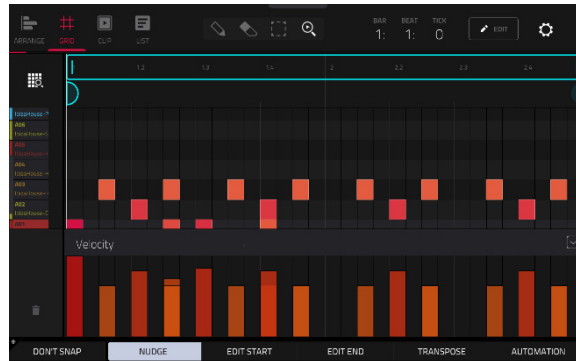 ARRANGE GRID CLIP LIST
BAR BEAT TICK
1: 1: 0
EDIT
1.2 1.3 1.4 2 2.2 2.3 2.4
A06
A05
A04
A03
A02
A01
Velocity
DON'T SNAP NUDGE EDIT START EDIT END TRANSPOSE AUTOMATION